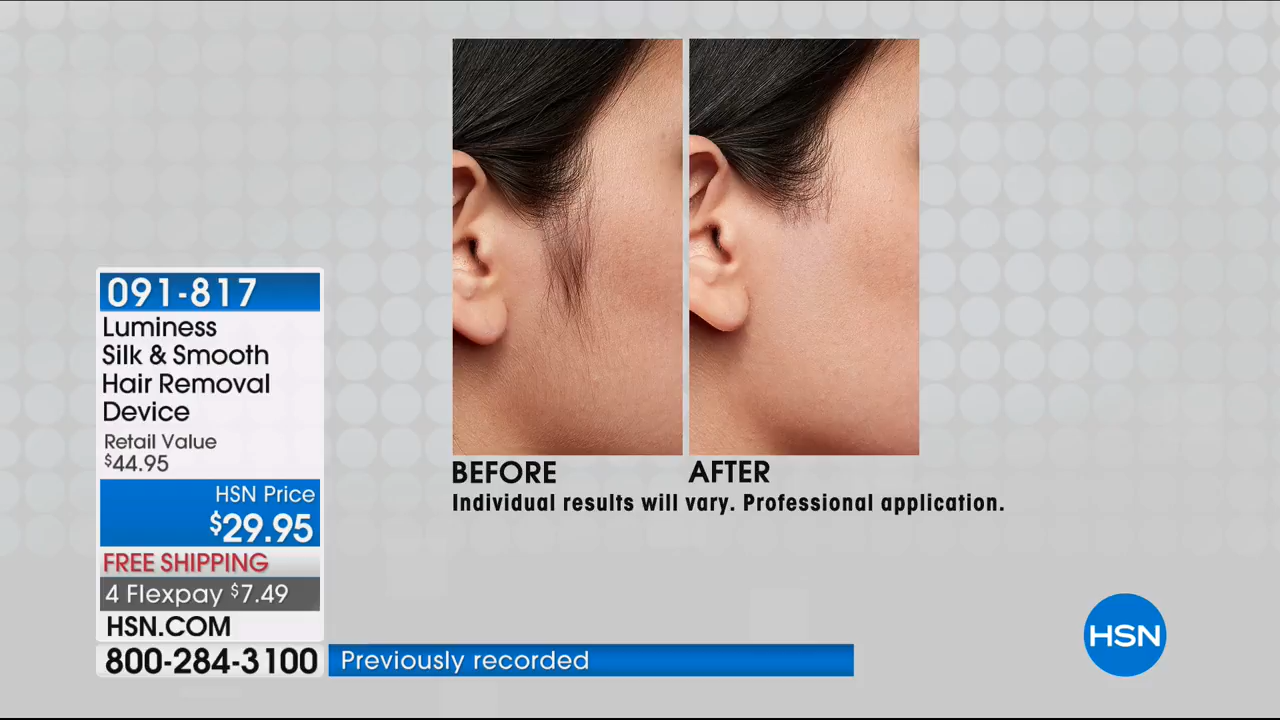 BEFORE
AFTER
Individual results will vary. Professional application.
091-817
Luminess
Silk & Smooth
Hair Removal
Device
Retail Value
$44.95
HSN Price
$29.95
FREE SHIPPING
4 Flexpay $7.49
HSN.COM
800-284-3100
Previously recorded
HSN